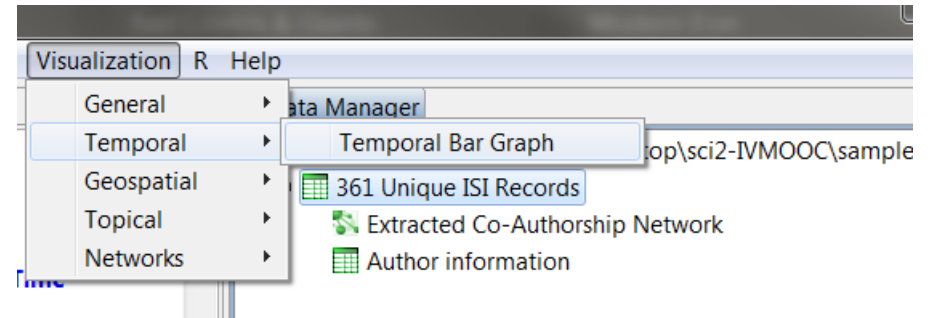 Visualization R Help
General
ata Manager
Temporal
Temporal Bar Graph
top\sci2-IVMOOC\sample
Geospatial
361 Unique ISI Records
Topical
Extracted Co-Authorship Network
Networks
Author information
Time